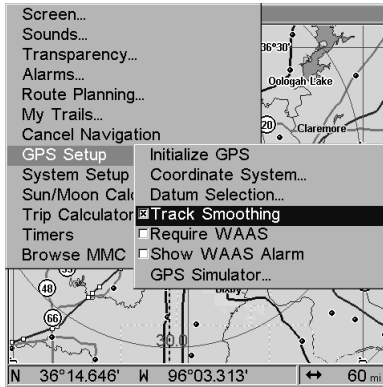 Screen...
Sounds...
Transparency...
Alarms...
Route Planning...
My Trails...
Cancel Navigation
GPS Setup
System Setup
Sun/Moon Calc
Trip Calculator
Timers
Browse MMC
Initialize GPS
Coordinate System...
Datum Selection...
Track Smoothing
Require WAAS
Show WAAS Alarm
GPS Simulator...
36°30'
Oologah Lake
20
Claremore
48
66
Bixby
30.0
N 36°14.646' W 96°03.313' ↔ 60 mi